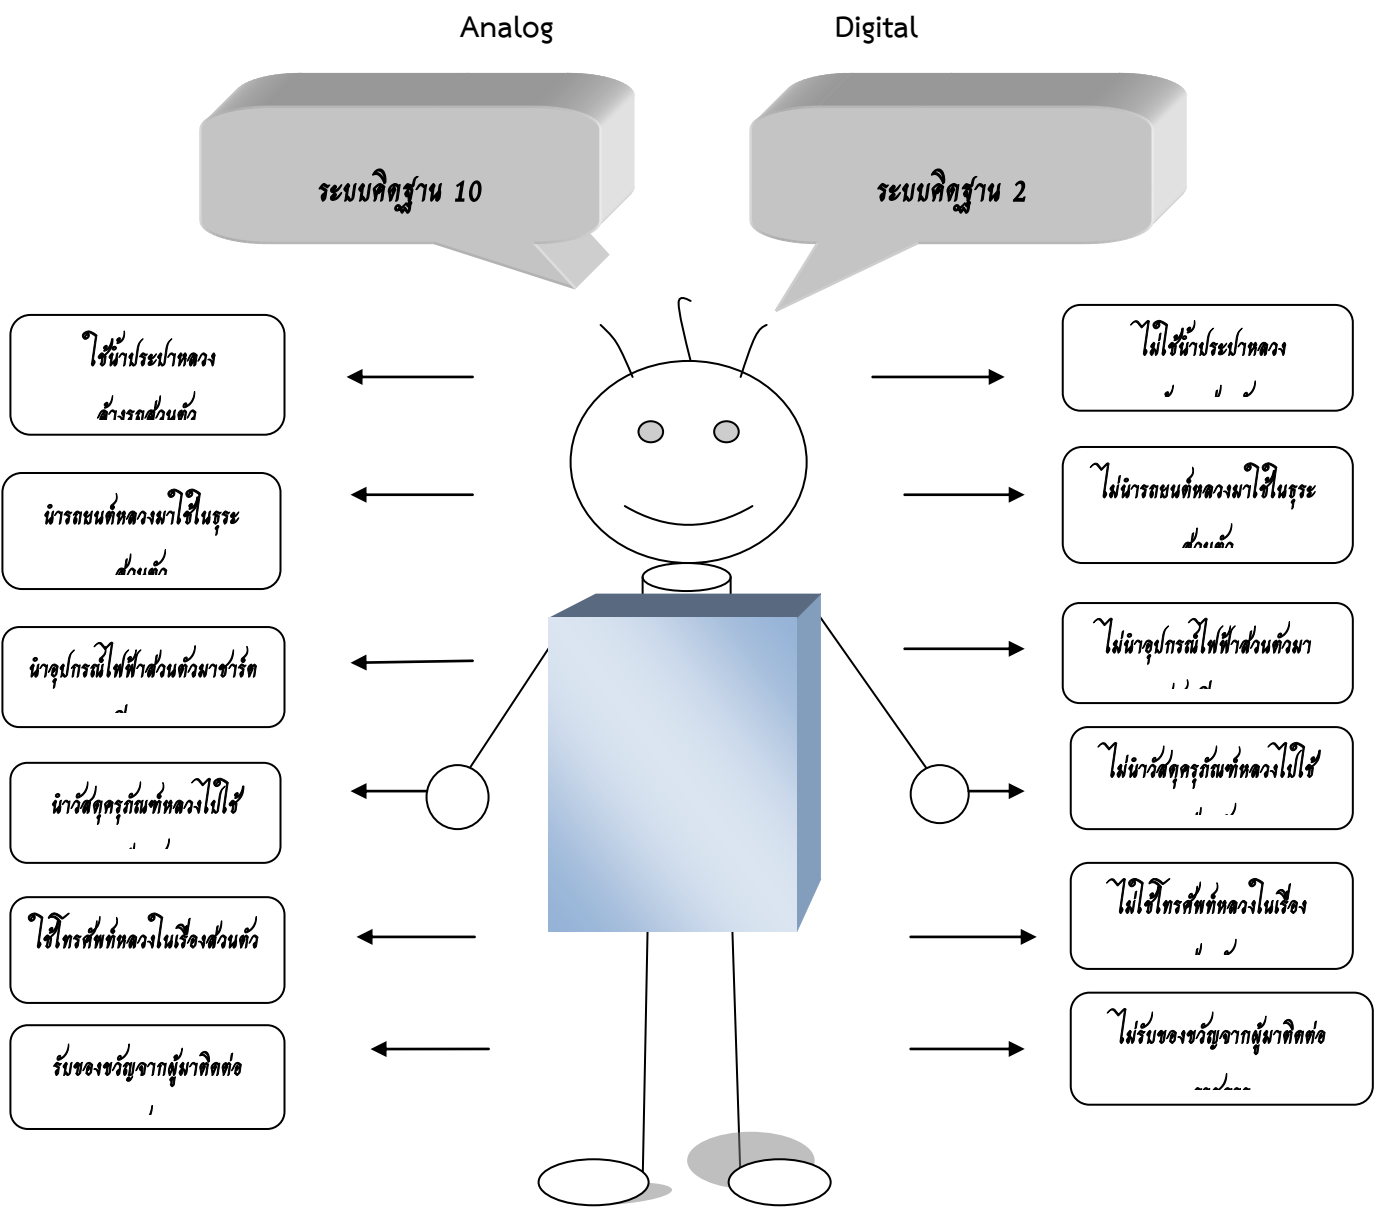 Analog
Digital
ระบบคิดฐาน 10
ระบบคิดฐาน 2
ใช้น้ำประปาหลวง
ล้างรถส่วนตัว
นำรถยนต์หลวงมาใช้ในธุระ
ส่วนตัว
นำอุปกรณ์ไฟฟ้าส่วนตัวมาชาร์ต
นำวัสดุครุภัณฑ์หลวงไปใช้
ใช้โทรศัพท์หลวงในเรื่องส่วนตัว
รับของขวัญจากผู้มาติดต่อ
ไม่ใช้น้ำประปาหลวง
ไม่นำรถยนต์หลวงมาใช้ในธุระ
ส่วนตัว
ไม่นำอุปกรณ์ไฟฟ้าส่วนตัวมา
ไม่นำวัสดุครุภัณฑ์หลวงไปใช้
ไม่ใช้โทรศัพท์หลวงในเรื่อง
ไม่รับของขวัญจากผู้มาติดต่อ